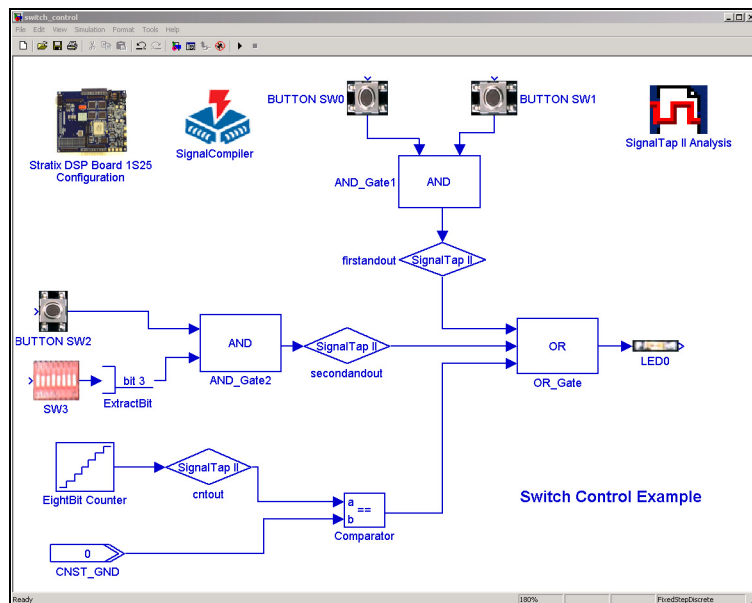 switch_control
File Edit View Simulation Format Tools Help
BUTTON SW0
BUTTON SW1
Stratix DSP Board 1S25
Configuration
SignalCompiler
SignalTap II Analysis
AND_Gate1
AND
firstandout
SignalTap II
BUTTON SW2
AND
AND_Gate2
SignalTap II
secondandout
OR
OR_Gate
LED0
SW3
bit 3
ExtractBit
EightBit Counter
SignalTap II
cntout
a
b
==
Comparator
0
CNST_GND
Switch Control Example
Ready
180%
FixedStepDiscrete